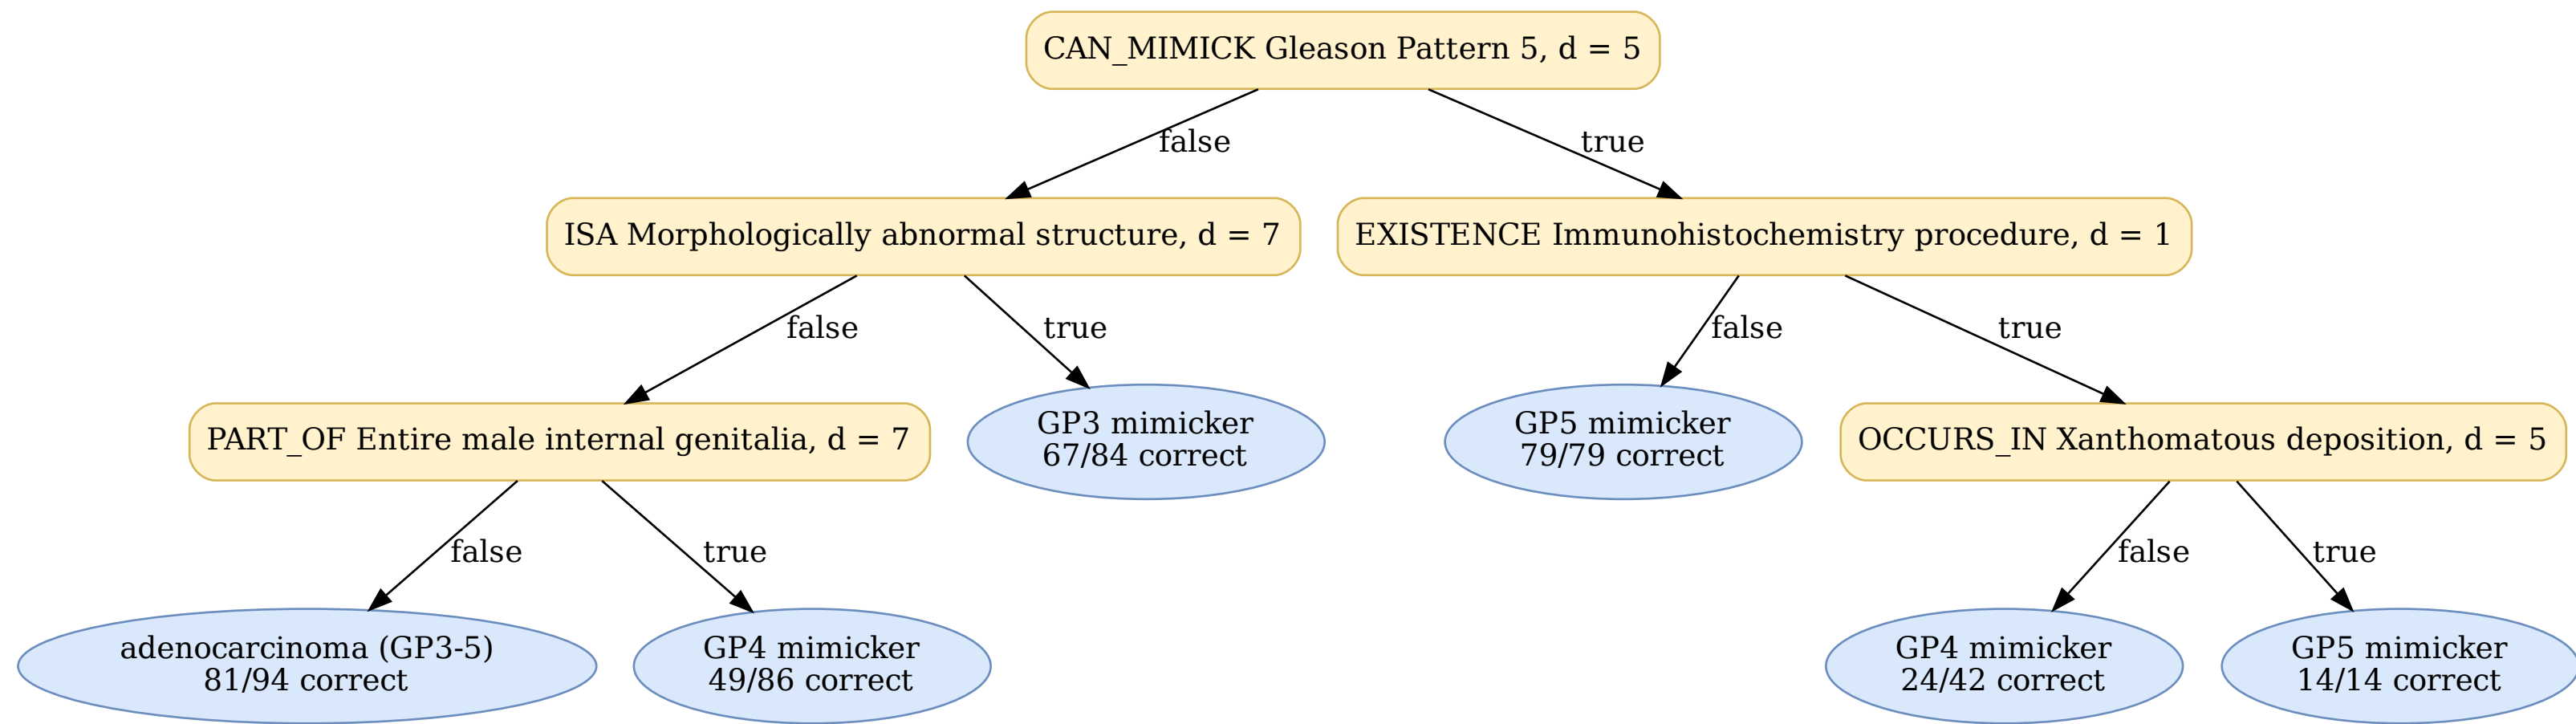 CAN_MIMICK Gleason Pattern 5, d = 5
false
true
ISA Morphologically abnormal structure, d = 7
EXISTENCE Immunohistochemistry procedure, d = 1
false
true
false
true
PART_OF Entire male internal genitalia, d = 7
GP3 mimicker
67/84 correct
GP5 mimicker
79/79 correct
OCCURS_IN Xanthomatous deposition, d = 5
false
true
false
true
adenocarcinoma (GP3-5)
81/94 correct
GP4 mimicker
49/86 correct
GP4 mimicker
24/42 correct
GP5 mimicker
14/14 correct